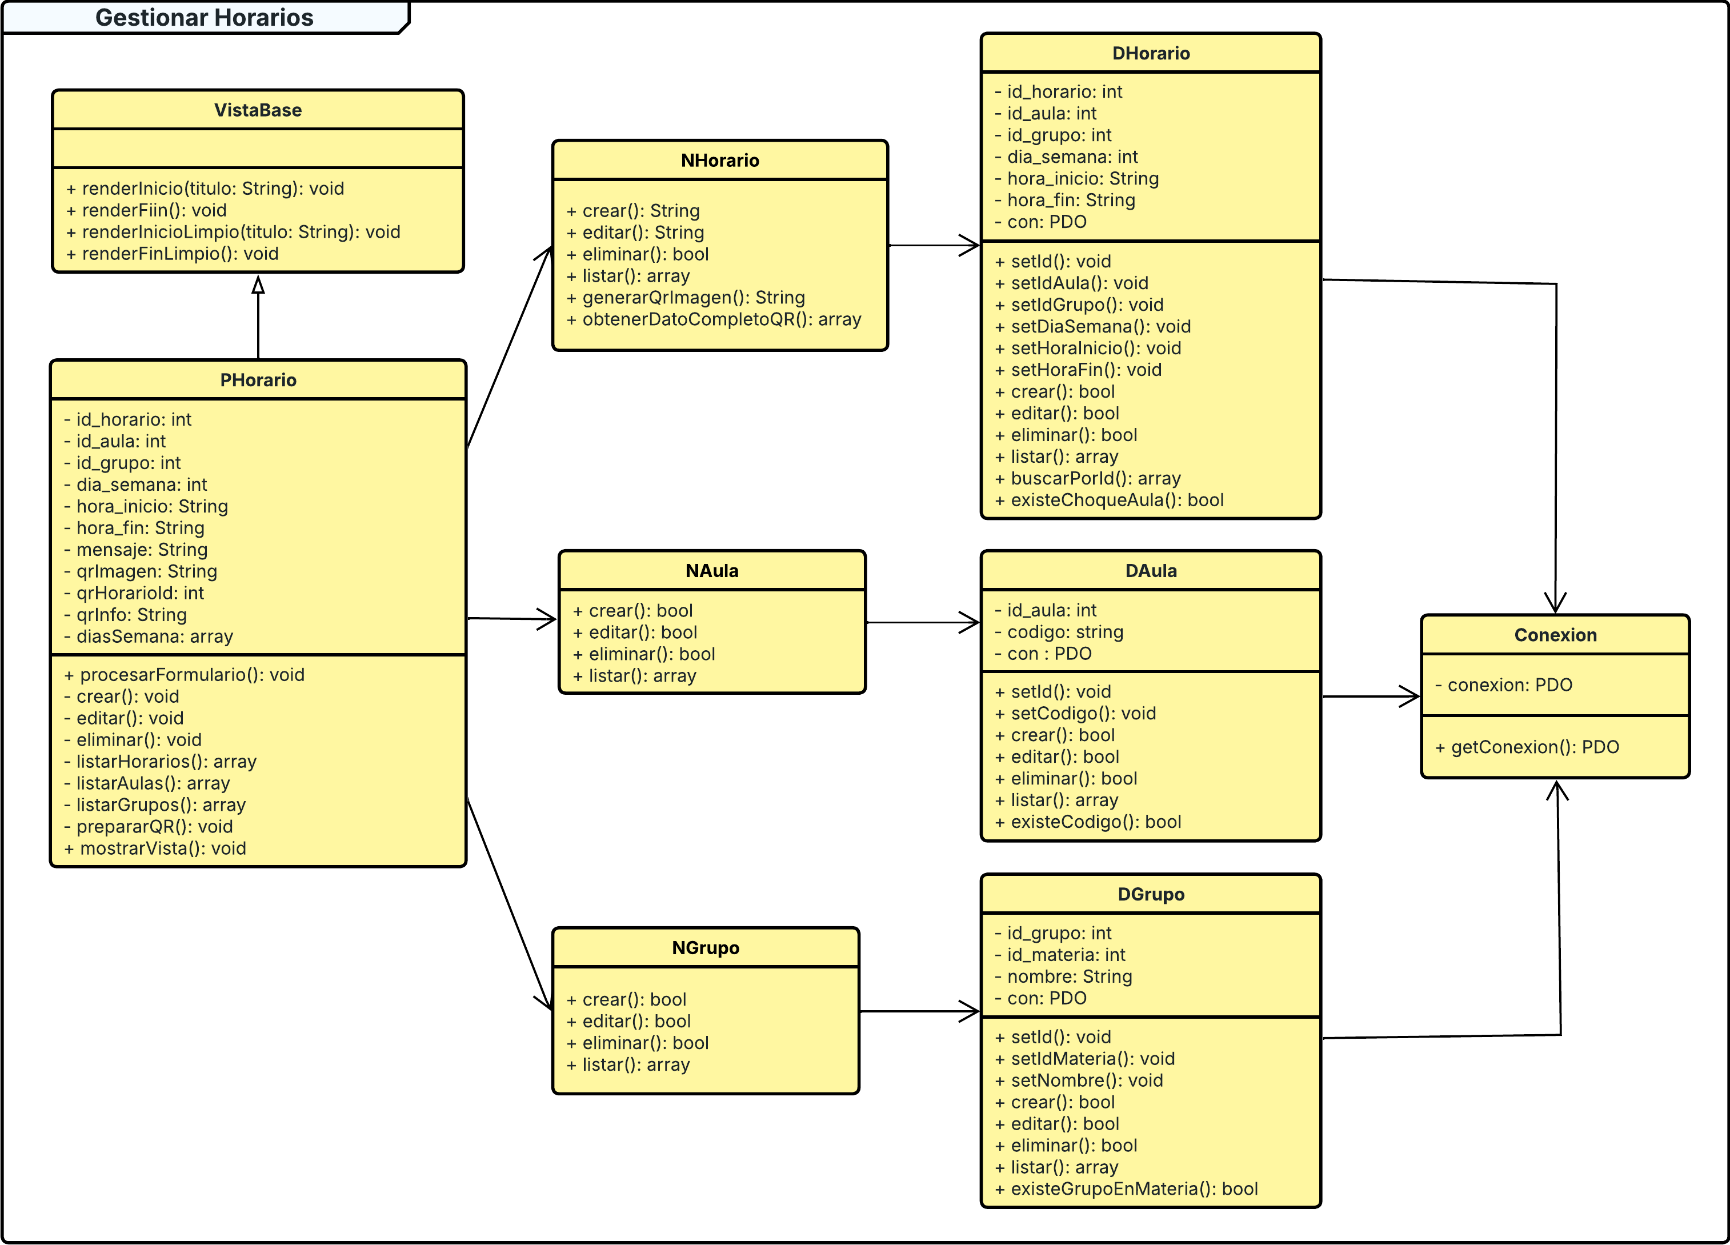 Gestionar Horarios
VistaBase
+ renderInicio(titulo: String): void
+ renderFiin(): void
+ renderInicioLimpio(titulo: String): void
+ renderFinLimpio(): void
PHorario
- id_horario: int
- id_aula: int
- id_grupo: int
- dia_semana: int
- hora_inicio: String
- hora_fin: String
- mensaje: String
- qrImagen: String
- qrHorarioId: int
- qrInfo: String
- diasSemana: array
+ procesarFormulario(): void
- crear(): void
- editar(): void
- eliminar(): void
- listarHorarios(): array
- listarAulas(): array
- listarGrupos(): array
- prepararQR(): void
+ mostrarVista(): void
NHorario
+ crear(): String
+ editar(): String
+ eliminar(): bool
+ listar(): array
+ generarQrImagen(): String
+ obtenerDatoCompletoQR(): array
NAula
+ crear(): bool
+ editar(): bool
+ eliminar(): bool
+ listar(): array
NGrupo
+ crear(): bool
+ editar(): bool
+ eliminar(): bool
+ listar(): array
DHorario
- id_horario: int
- id_aula: int
- id_grupo: int
- dia_semana: int
- hora_inicio: String
- hora_fin: String
- con: PDO
+ setId(): void
+ setIdAula(): void
+ setIdGrupo(): void
+ setDiaSemana(): void
+ setHoraInicio(): void
+ setHoraFin(): void
+ crear(): bool
+ editar(): bool
+ eliminar(): bool
+ listar(): array
+ buscarPorId(): array
+ existeChoqueAula(): bool
DAula
- id_aula: int
- codigo: string
- con : PDO
+ setId(): void
+ setCodigo(): void
+ crear(): bool
+ editar(): bool
+ eliminar(): bool
+ listar(): array
+ existeCodigo(): bool
DGrupo
- id_grupo: int
- id_materia: int
- nombre: String
- con: PDO
+ setId(): void
+ setIdMateria(): void
+ setNombre(): void
+ crear(): bool
+ editar(): bool
+ eliminar(): bool
+ listar(): array
+ existeGrupoEnMateria(): bool
Conexion
- conexion: PDO
+ getConexion(): PDO